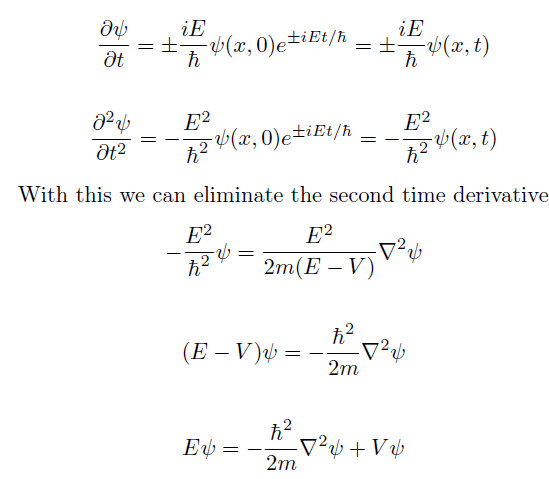 ∂ψ/∂t = ±(iE/ħ)ψ(x, 0)e^{±iEt/ħ} = ±(iE/ħ)ψ(x, t)
∂²ψ/∂t² = −(E²/ħ²)ψ(x, 0)e^{±iEt/ħ} = −(E²/ħ²)ψ(x, t)
With this we can eliminate the second time derivative
−(E²/ħ²)ψ = (E²/2m(E − V))∇²ψ
(E − V)ψ = −(ħ²/2m)∇²ψ
Eψ = −(ħ²/2m)∇²ψ + Vψ